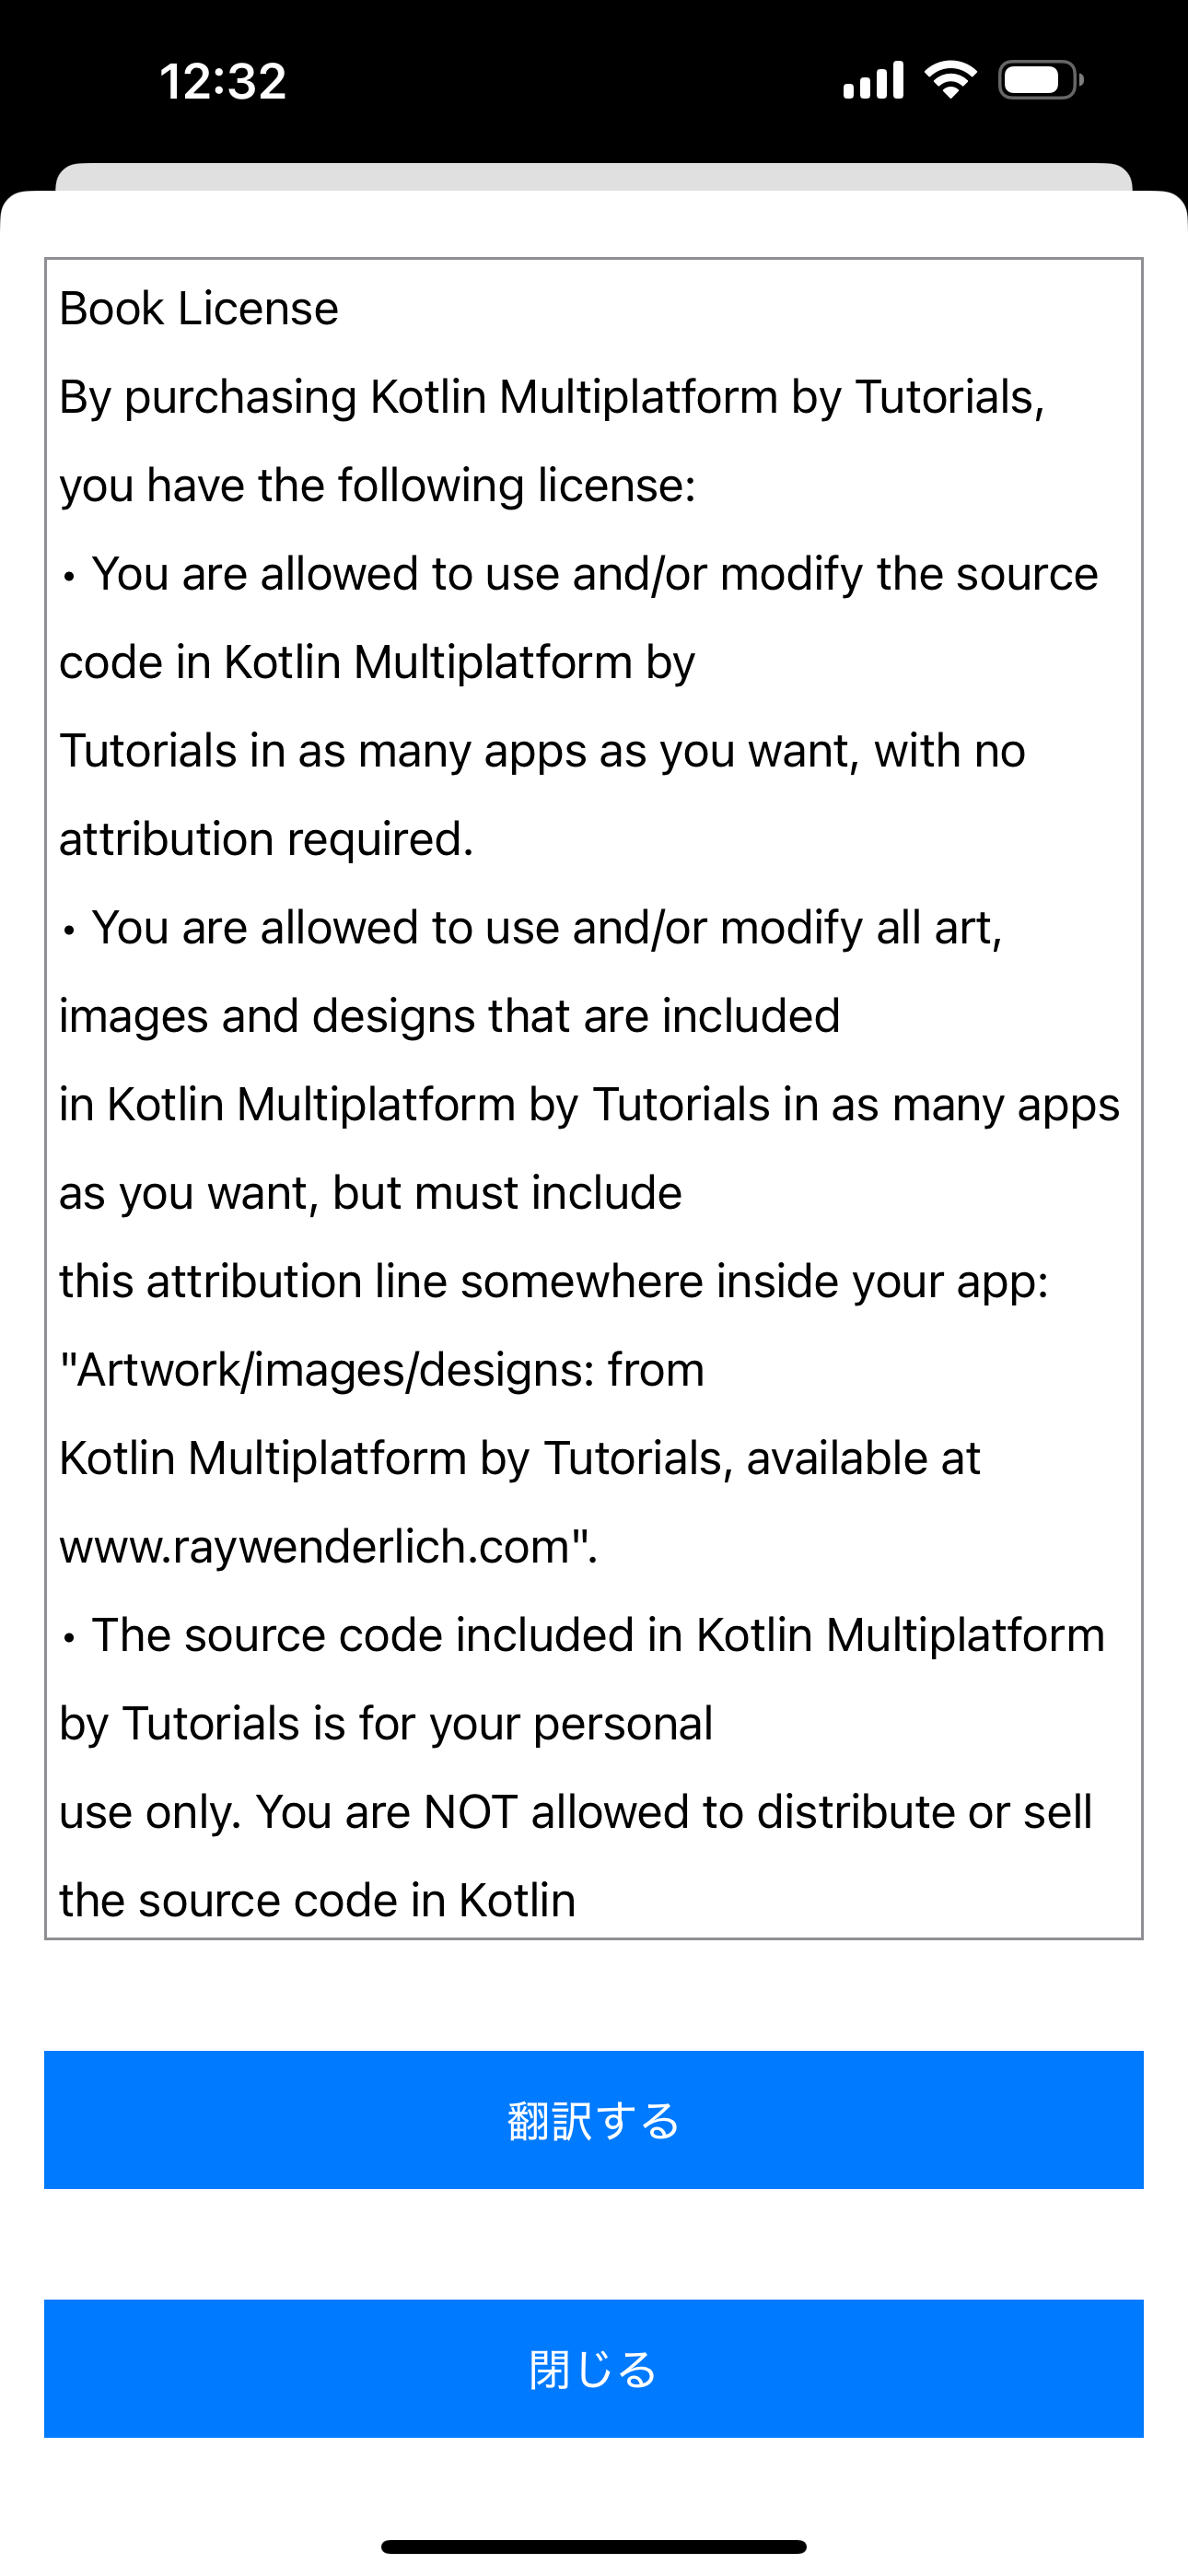 12:32
Book License
By purchasing Kotlin Multiplatform by Tutorials,
you have the following license:
• You are allowed to use and/or modify the source
code in Kotlin Multiplatform by
Tutorials in as many apps as you want, with no
attribution required.
• You are allowed to use and/or modify all art,
images and designs that are included
in Kotlin Multiplatform by Tutorials in as many apps
as you want, but must include
this attribution line somewhere inside your app:
"Artwork/images/designs: from
Kotlin Multiplatform by Tutorials, available at
www.raywenderlich.com".
• The source code included in Kotlin Multiplatform
by Tutorials is for your personal
use only. You are NOT allowed to distribute or sell
the source code in Kotlin
翻訳する
閉じる